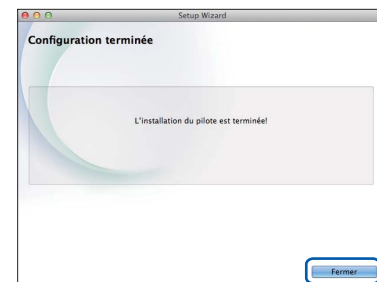 Setup Wizard
Configuration terminée
L'installation du pilote est terminée!
Fermer